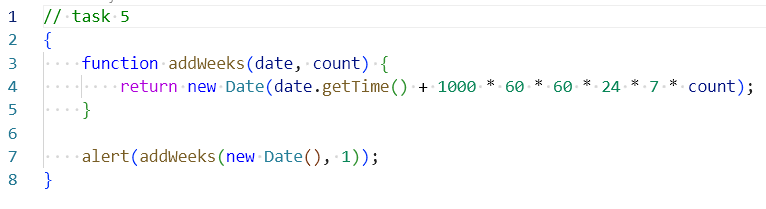 1 // task 5
2 {
3     function addWeeks(date, count) {
4         return new Date(date.getTime() + 1000 * 60 * 60 * 24 * 7 * count);
5     }
6
7     alert(addWeeks(new Date(), 1));
8 }